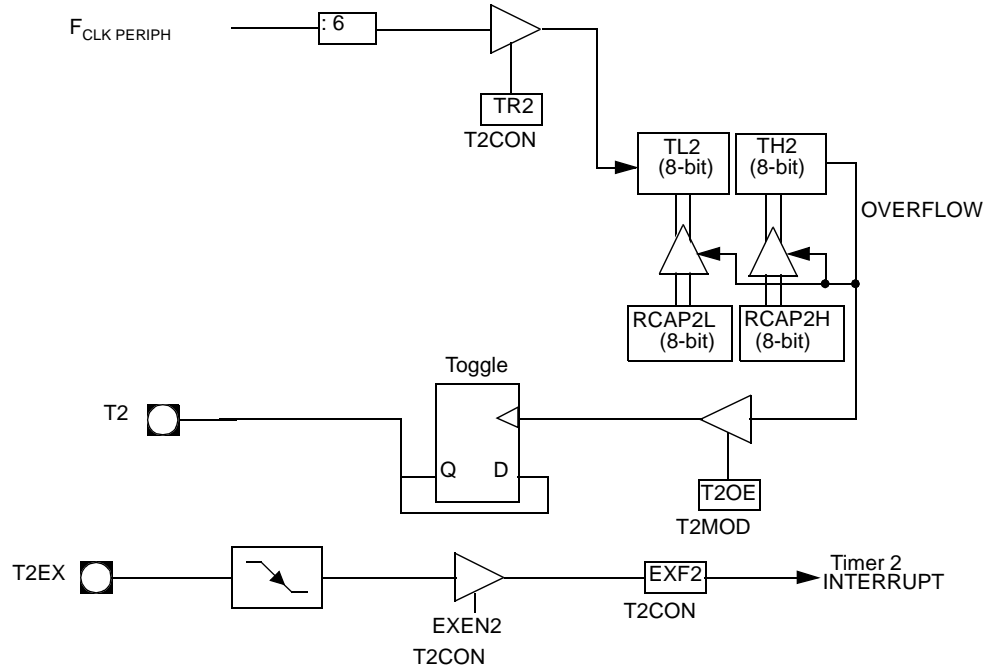 F CLK PERIPH
: 6
TR2
T2CON
TL2
(8-bit)
TH2
(8-bit)
OVERFLOW
RCAP2L
(8-bit)
RCAP2H
(8-bit)
Toggle
T2
Q D
T2OE
T2MOD
T2EX
EXEN2
T2CON
EXF2
T2CON
Timer 2
INTERRUPT